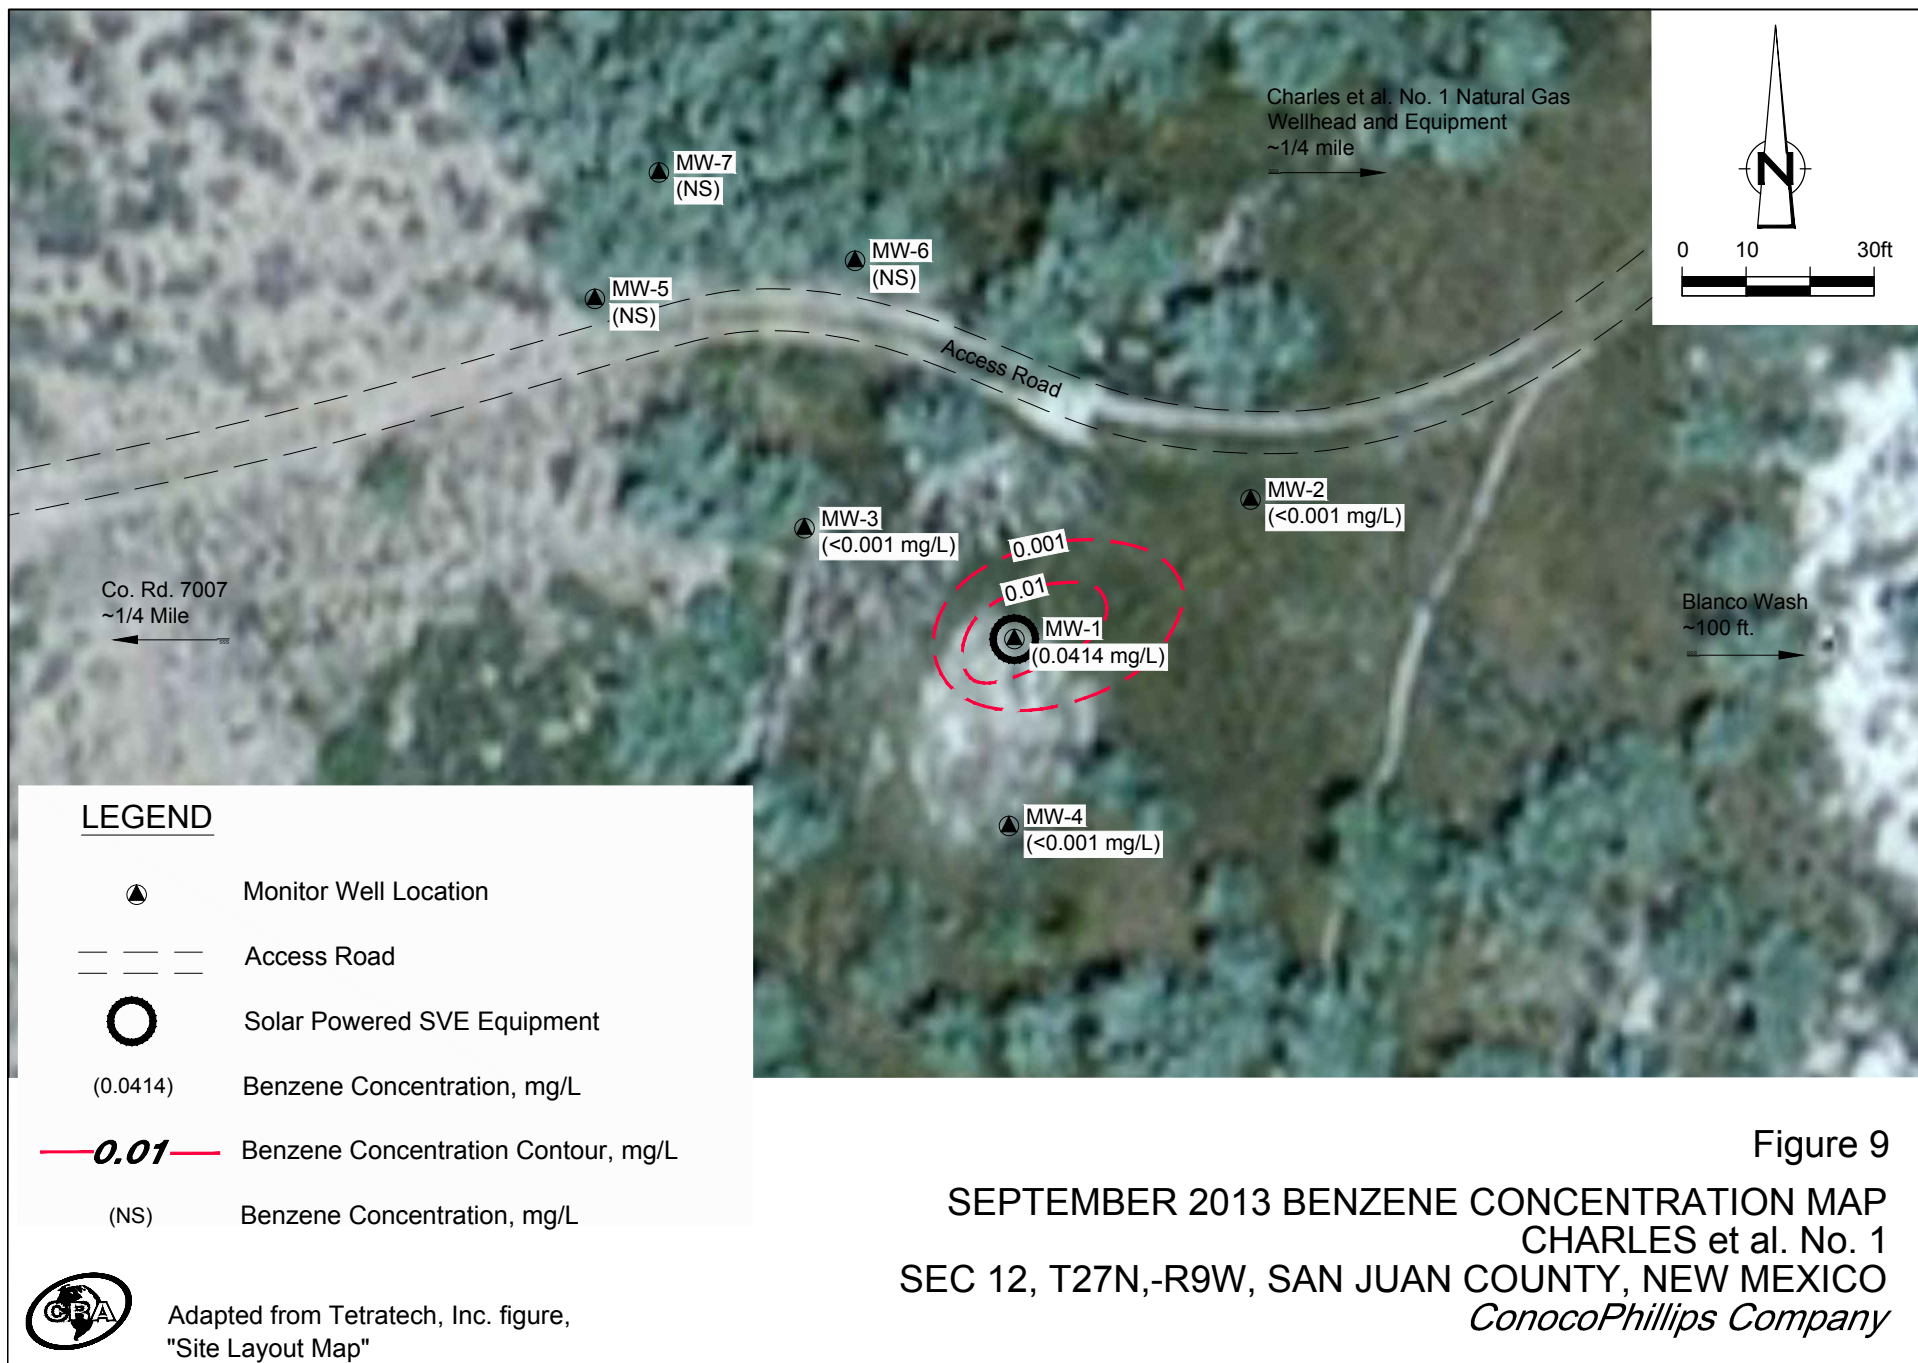 Charles et al. No. 1 Natural Gas
Wellhead and Equipment
~1/4 mile
N
0 10 30ft
MW-7
(NS)
MW-6
(NS)
MW-5
(NS)
Access Road
MW-2
(<0.001 mg/L)
MW-3
(<0.001 mg/L)
0.001
0.01
Co. Rd. 7007
~1/4 Mile
Blanco Wash
~100 ft.
MW-1
(0.0414 mg/L)
MW-4
(<0.001 mg/L)
LEGEND
Monitor Well Location
Access Road
Solar Powered SVE Equipment
(0.0414) Benzene Concentration, mg/L
0.01 Benzene Concentration Contour, mg/L
(NS) Benzene Concentration, mg/L
CRA
Adapted from Tetratech, Inc. figure,
"Site Layout Map"
Figure 9
SEPTEMBER 2013 BENZENE CONCENTRATION MAP
CHARLES et al. No. 1
SEC 12, T27N,-R9W, SAN JUAN COUNTY, NEW MEXICO
ConocoPhillips Company